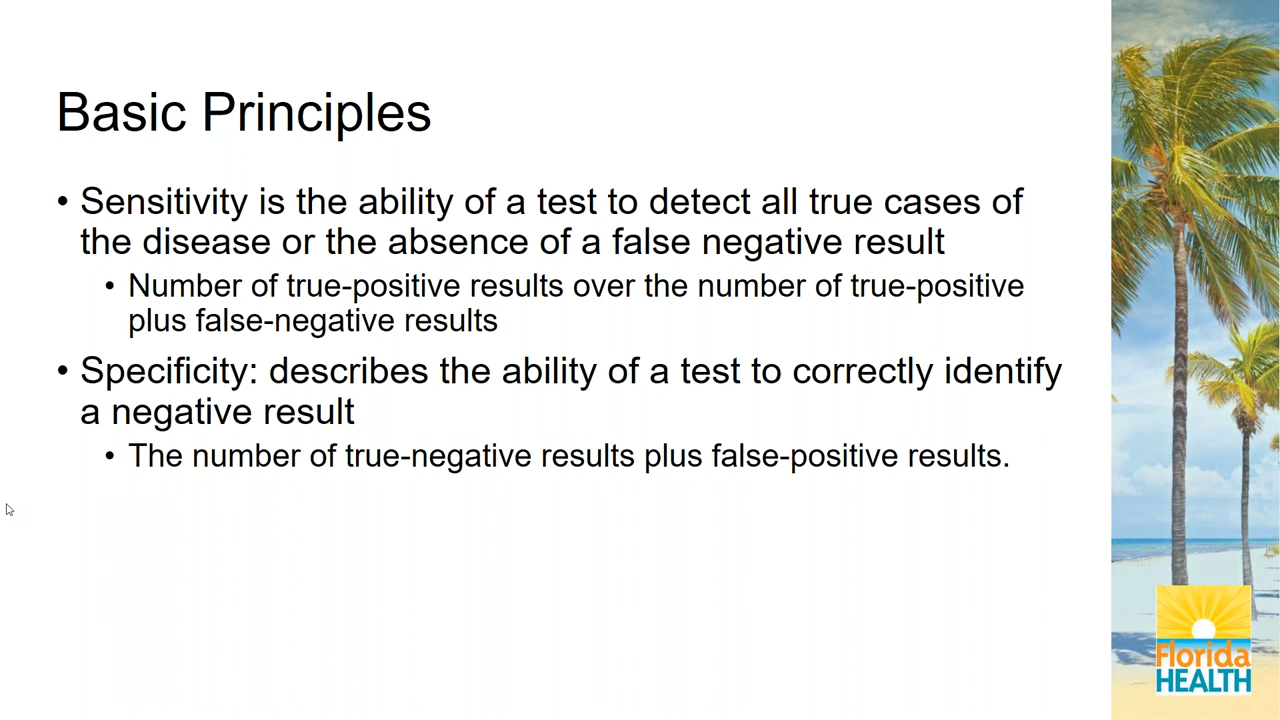 Basic Principles
• Sensitivity is the ability of a test to detect all true cases of
the disease or the absence of a false negative result
• Number of true-positive results over the number of true-positive
plus false-negative results
• Specificity: describes the ability of a test to correctly identify
a negative result
• The number of true-negative results plus false-positive results.
Florida
HEALTH